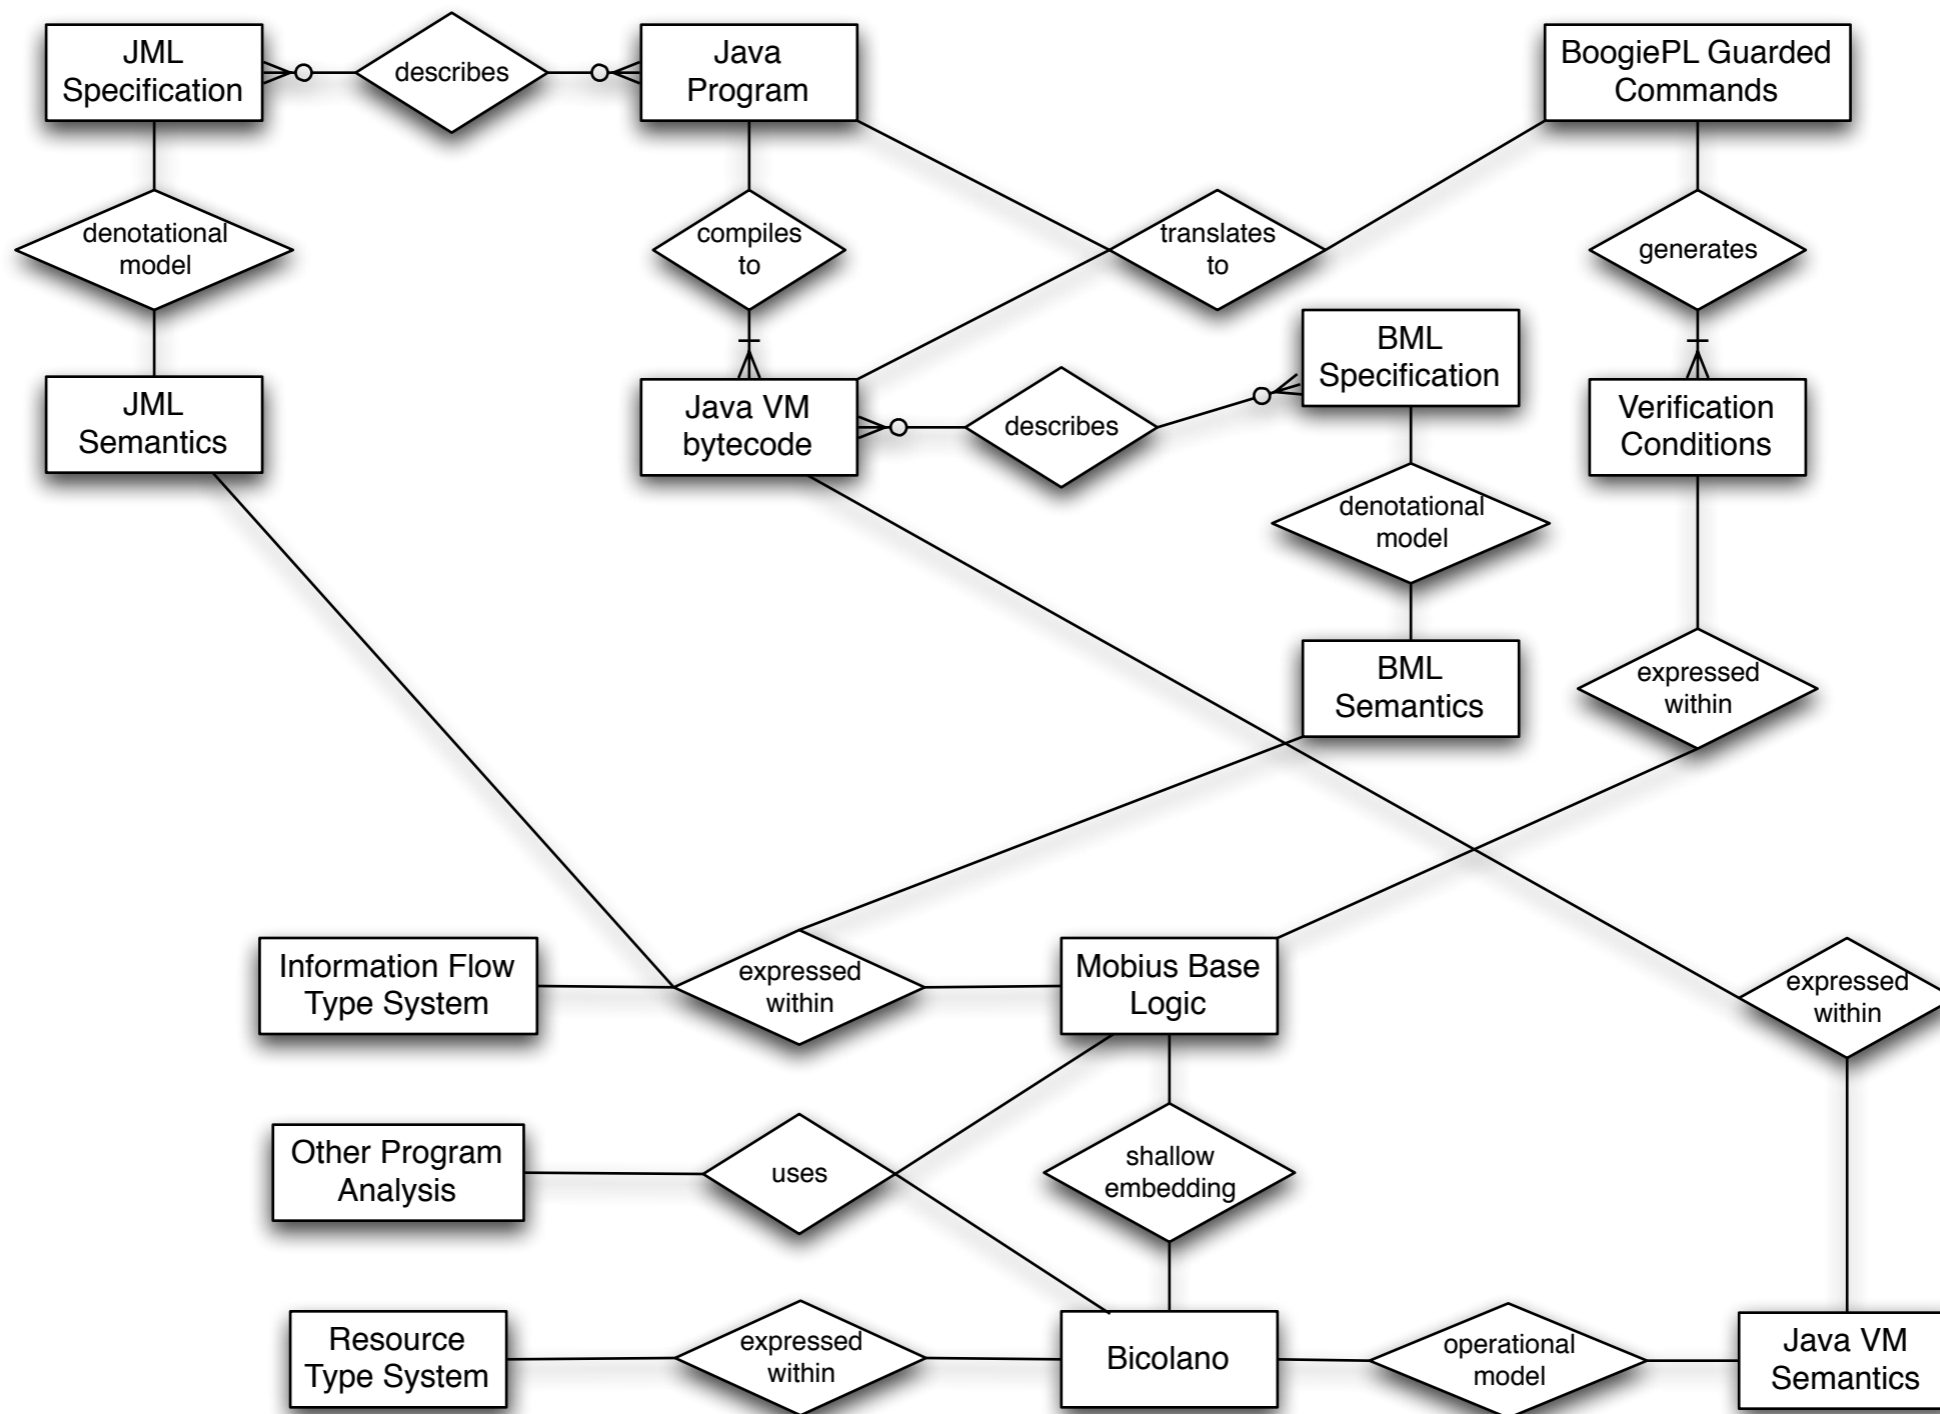 JML
Specification
describes
Java
Program
BoogiePL Guarded
Commands
denotational
model
compiles
to
translates
to
generates
BML
Specification
JML
Semantics
Java VM
bytecode
describes
Verification
Conditions
denotational
model
BML
Semantics
expressed
within
Information Flow
Type System
expressed
within
Mobius Base
Logic
expressed
within
Other Program
Analysis
uses
shallow
embedding
Resource
Type System
expressed
within
Bicolano
operational
model
Java VM
Semantics